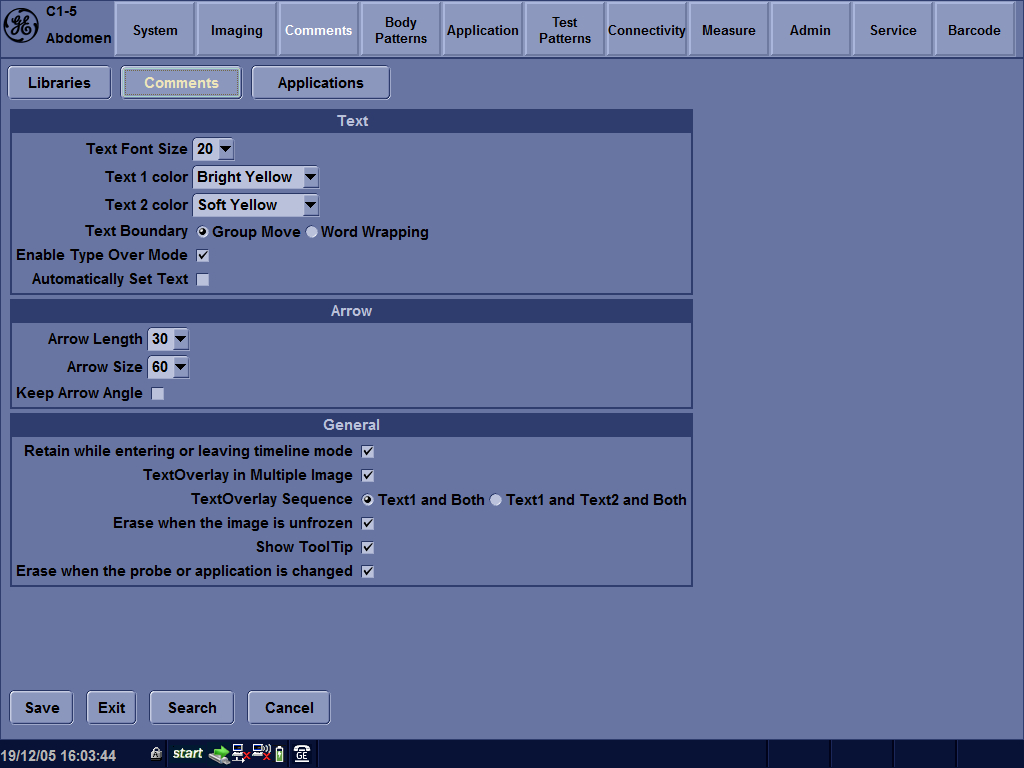 C1-5
Abdomen
System
Imaging
Comments
Body Patterns
Application
Test Patterns
Connectivity
Measure
Admin
Service
Barcode
Libraries
Comments
Applications
Text
Text Font Size 20
Text 1 color Bright Yellow
Text 2 color Soft Yellow
Text Boundary Group Move Word Wrapping
Enable Type Over Mode
Automatically Set Text
Arrow
Arrow Length 30
Arrow Size 60
Keep Arrow Angle
General
Retain while entering or leaving timeline mode
TextOverlay in Multiple Image
TextOverlay Sequence Text1 and Both Text1 and Text2 and Both
Erase when the image is unfrozen
Show ToolTip
Erase when the probe or application is changed
Save
Exit
Search
Cancel
19/12/05 16:03:44
start
GE